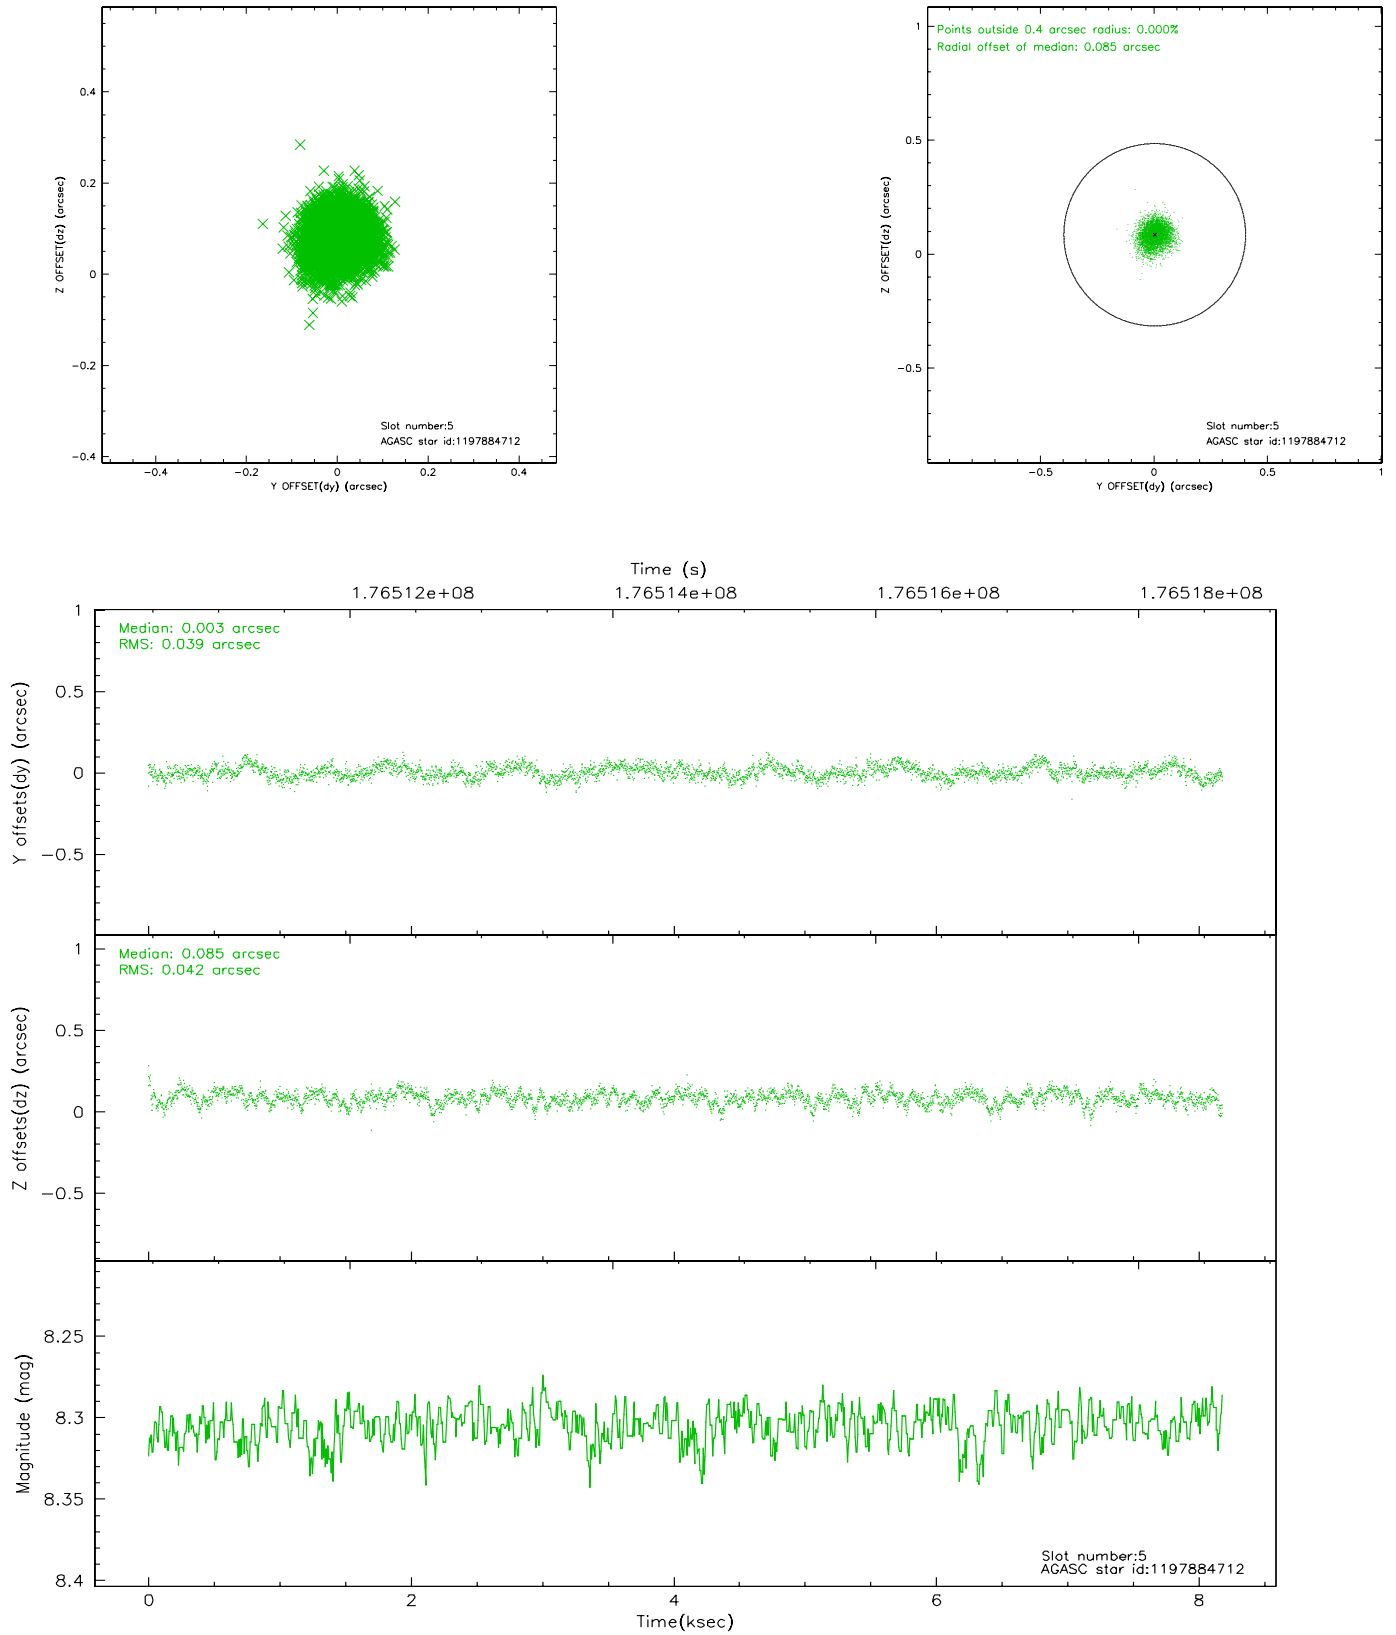 0.4
0.2
0
−0.2
−0.4
Z OFFSET(dz) (arcsec)
Slot number:5
AGASC star id:1197884712
−0.4 −0.2 0 0.2 0.4
Y OFFSET(dy) (arcsec)
Points outside 0.4 arcsec radius: 0.000%
Radial offset of median: 0.085 arcsec
1
0.5
0
−0.5
Z OFFSET(dz) (arcsec)
Slot number:5
AGASC star id:1197884712
−0.5 0 0.5 1
Y OFFSET(dy) (arcsec)
Time (s)
1.76512e+08 1.76514e+08 1.76516e+08 1.76518e+08
Median: 0.003 arcsec
RMS: 0.039 arcsec
1
0.5
0
−0.5
Y offsets(dy) (arcsec)
Median: 0.085 arcsec
RMS: 0.042 arcsec
1
0.5
0
−0.5
Z offsets(dz) (arcsec)
8.25
8.3
8.35
8.4
Magnitude (mag)
Slot number:5
AGASC star id:1197884712
0 2 4 6 8
Time(ksec)